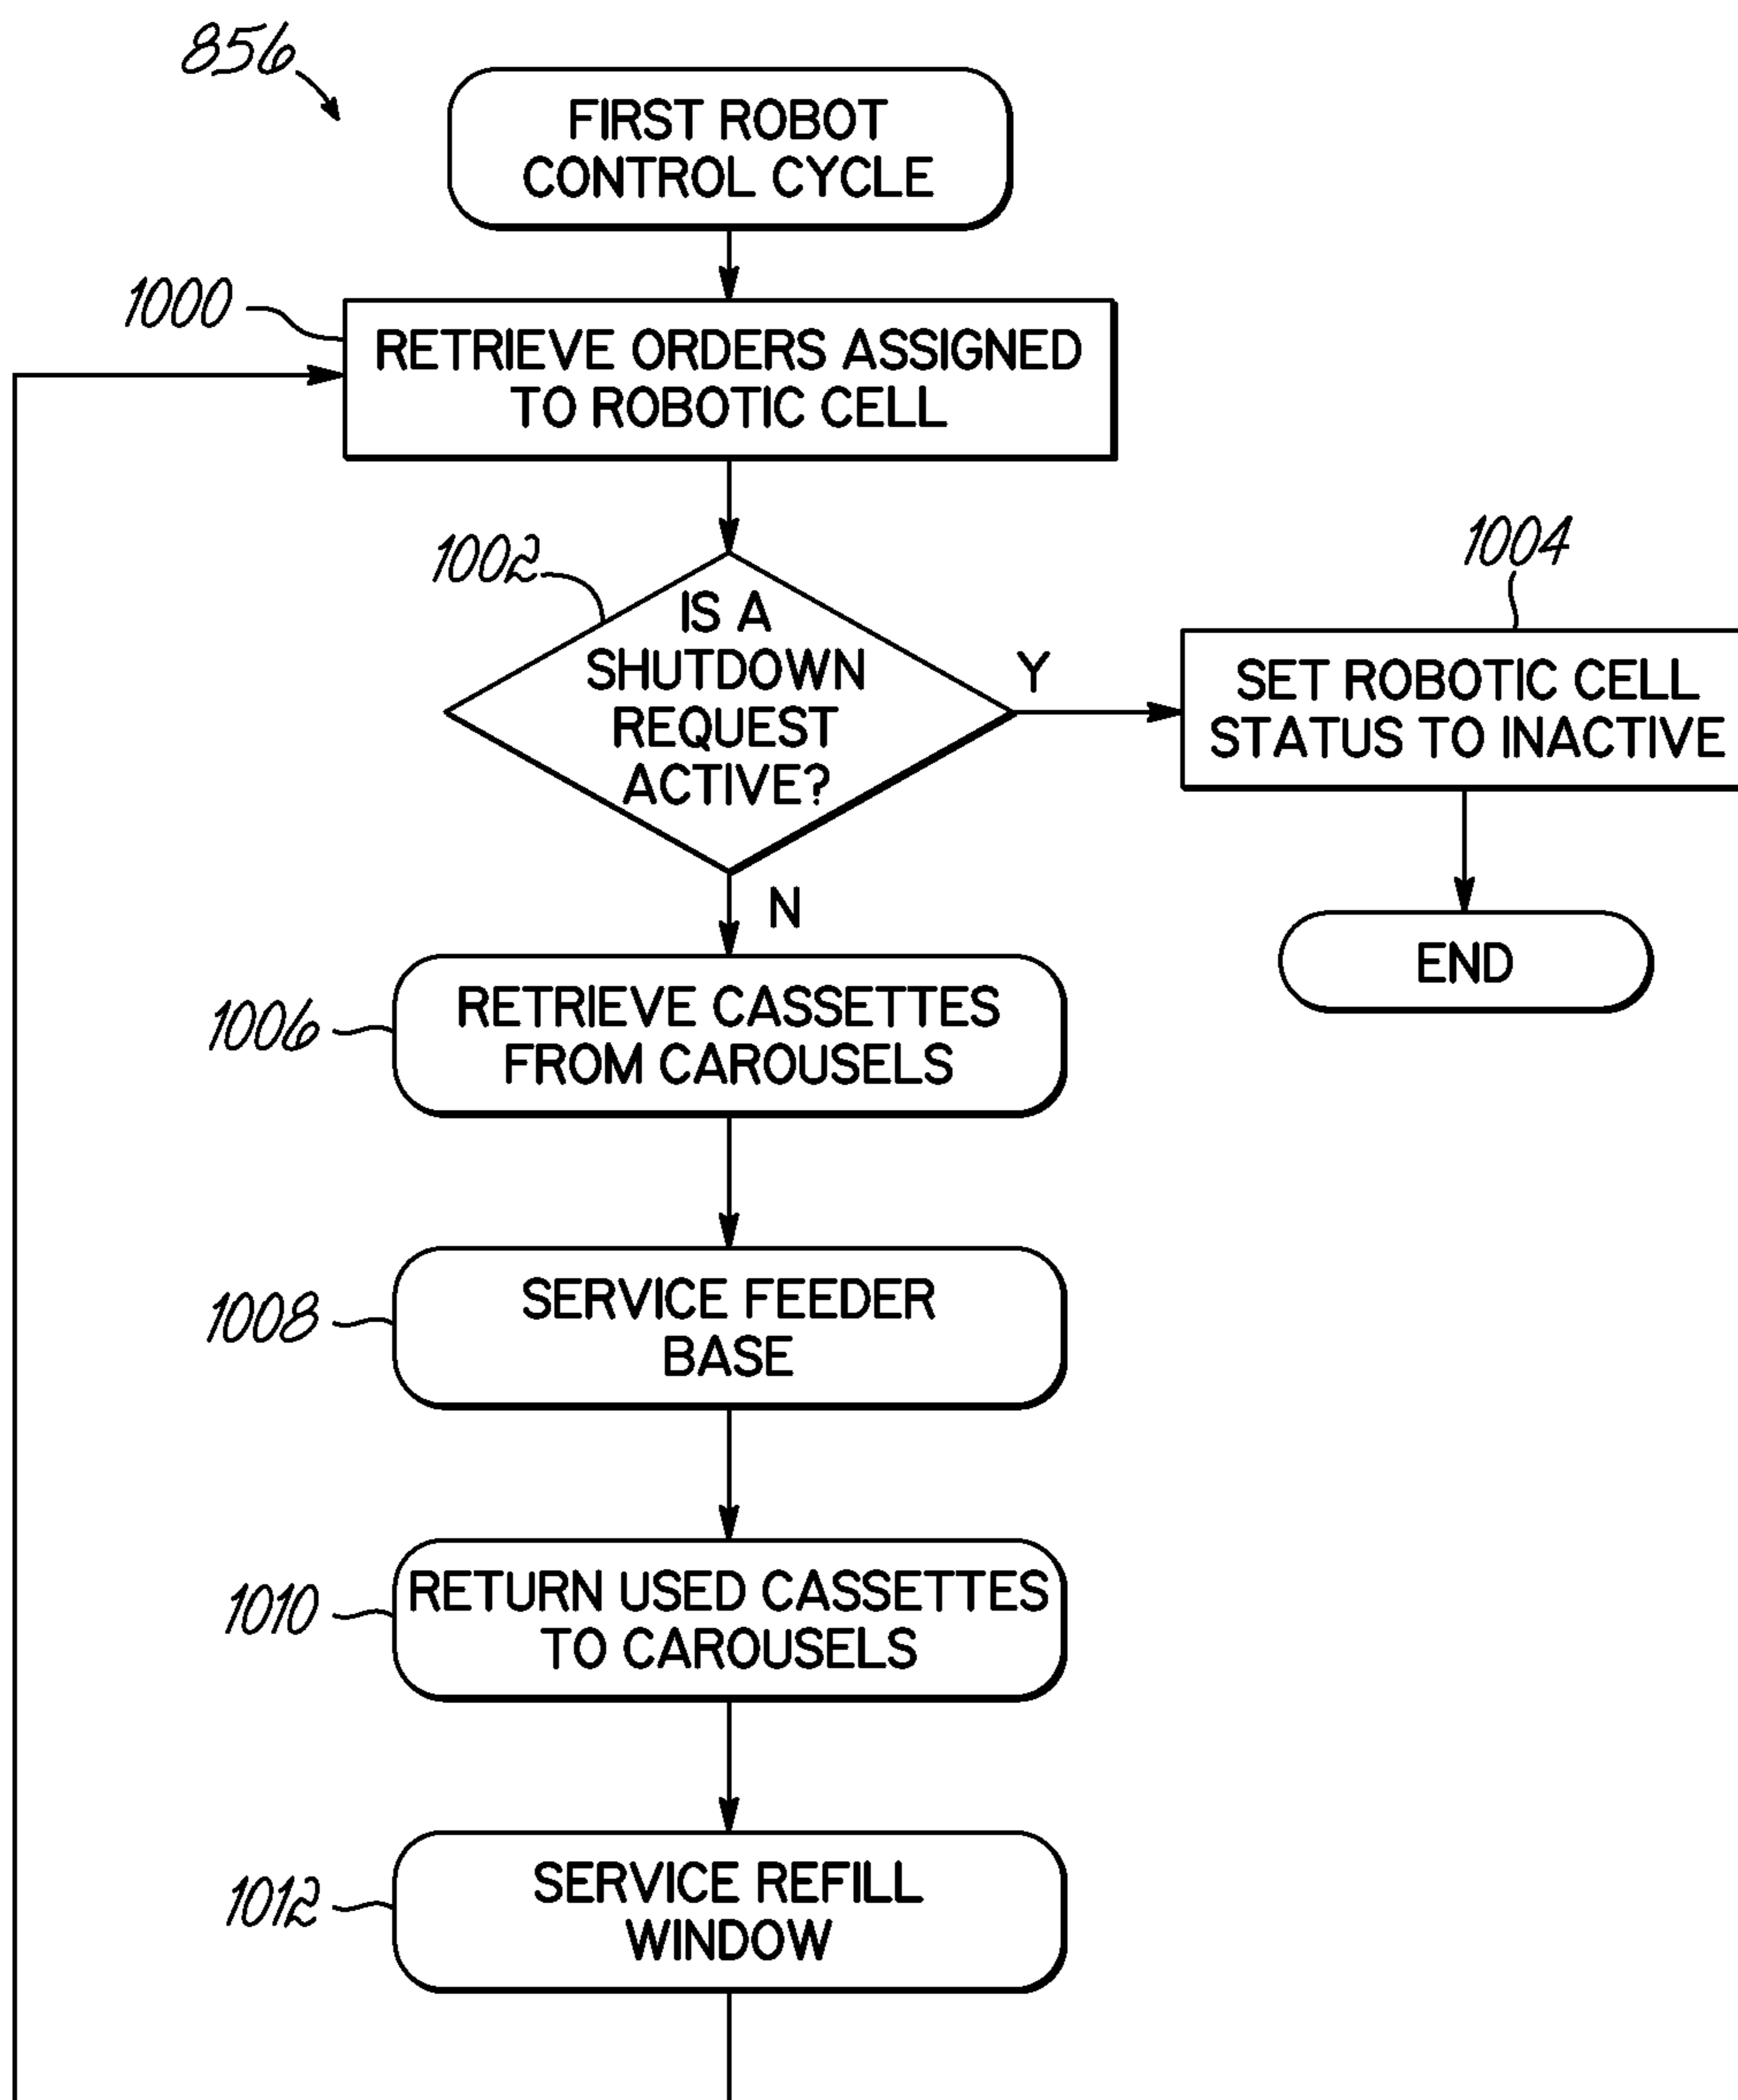 856
FIRST ROBOT
CONTROL CYCLE
1000
RETRIEVE ORDERS ASSIGNED
TO ROBOTIC CELL
1002
IS A
SHUTDOWN
REQUEST
ACTIVE?
Y
1004
SET ROBOTIC CELL
STATUS TO INACTIVE
END
N
1006
RETRIEVE CASSETTES
FROM CAROUSELS
1008
SERVICE FEEDER
BASE
1010
RETURN USED CASSETTES
TO CAROUSELS
1012
SERVICE REFILL
WINDOW